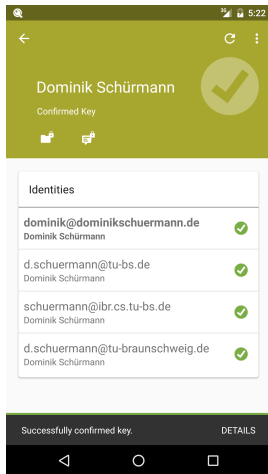 3G
5:22
Dominik Schürmann
Confirmed Key
Identities
dominik@dominikschuermann.de
Dominik Schürmann
d.schuermann@tu-bs.de
Dominik Schürmann
schuermann@ibr.cs.tu-bs.de
Dominik Schürmann
d.schuermann@tu-braunschweig.de
Dominik Schürmann
Successfully confirmed key.
DETAILS